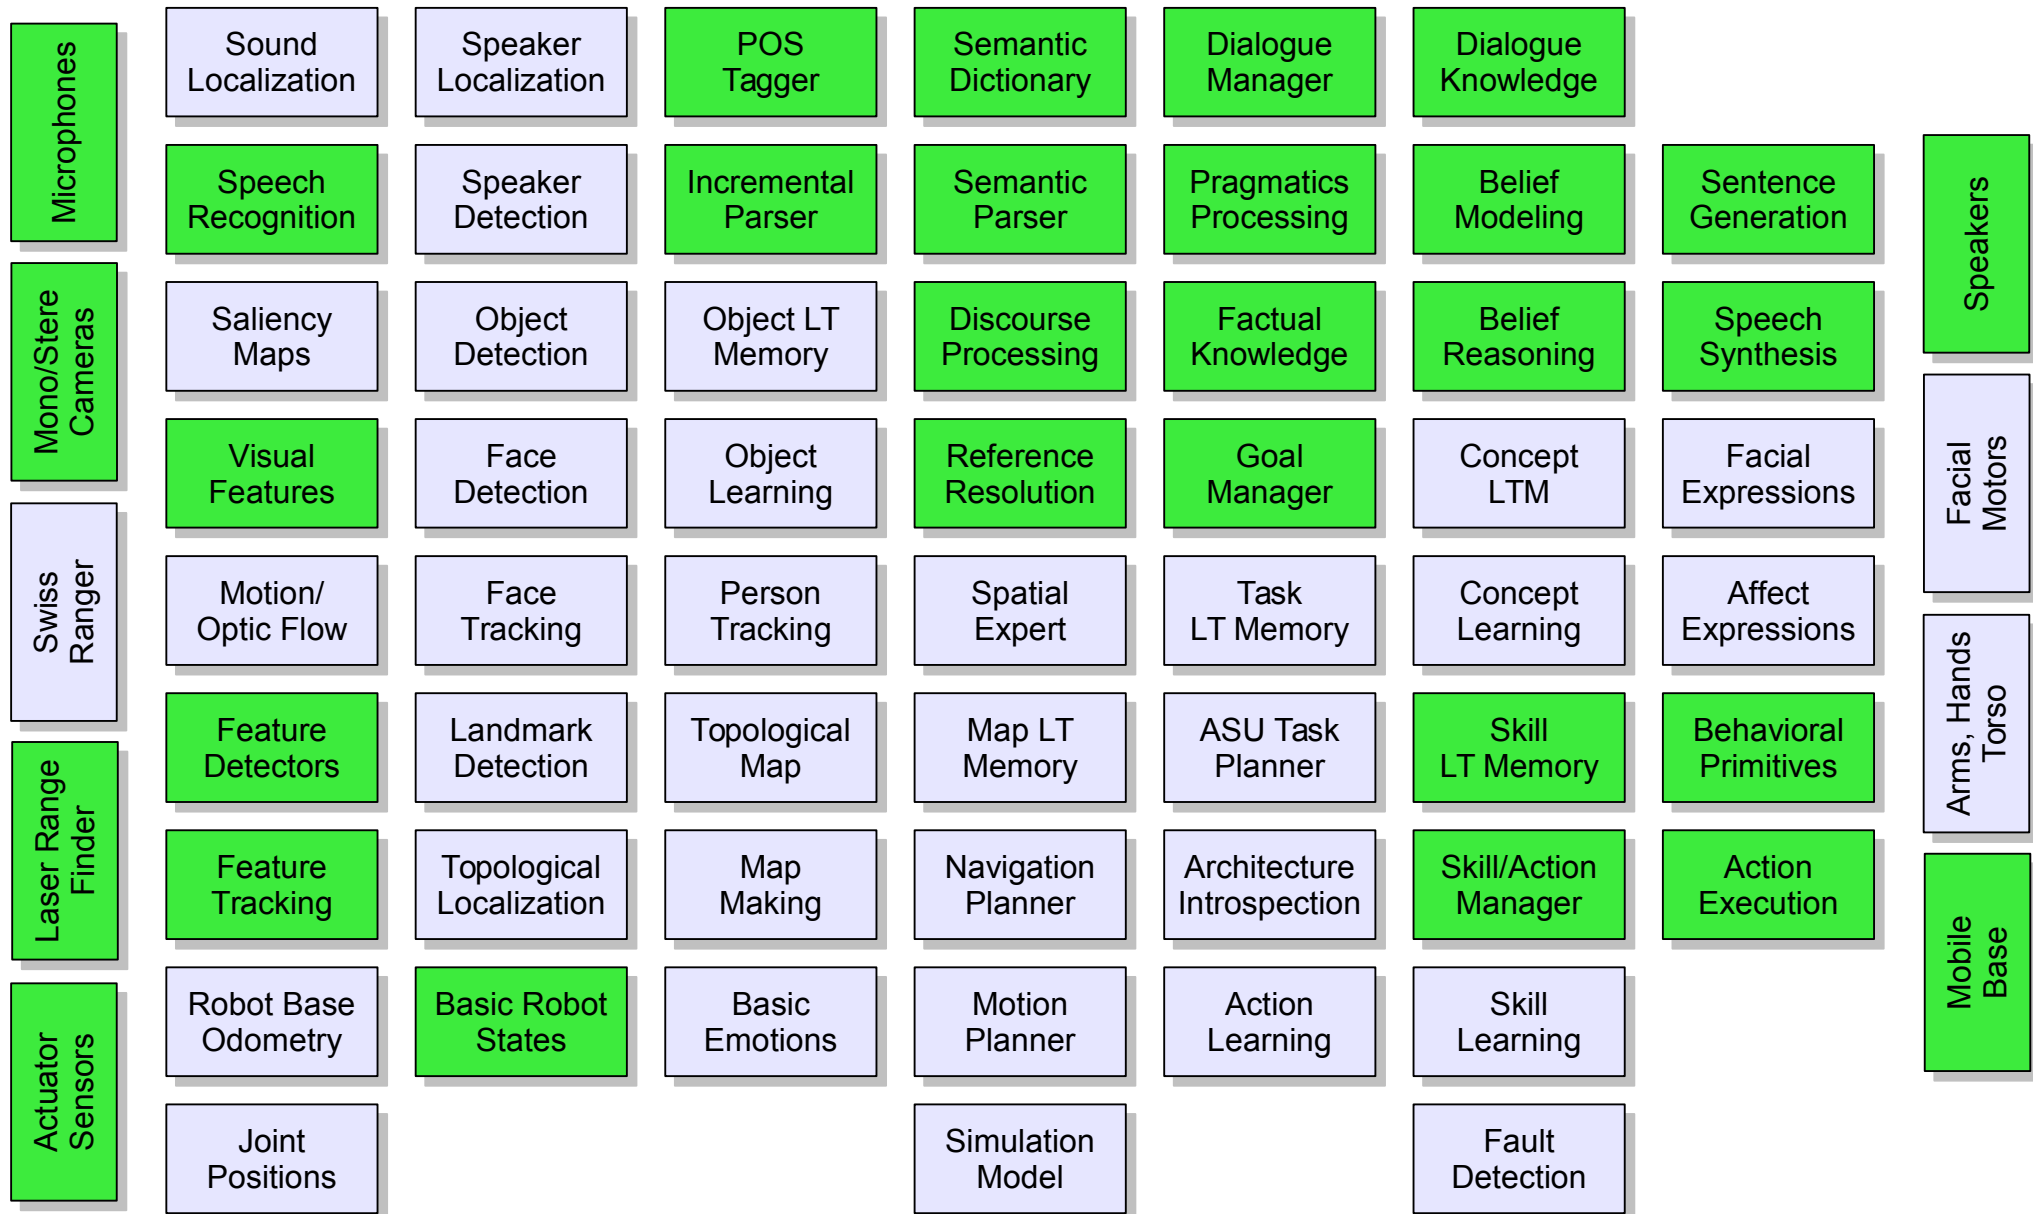 Microphones
Mono/Stere
Cameras
Swiss
Ranger
Laser Range
Finder
Actuator
Sensors
Sound
Localization
Speech
Recognition
Saliency
Maps
Visual
Features
Motion/
Optic Flow
Feature
Detectors
Feature
Tracking
Robot Base
Odometry
Joint
Positions
Speaker
Localization
Speaker
Detection
Object
Detection
Face
Detection
Face
Tracking
Landmark
Detection
Topological
Localization
Basic Robot
States
POS
Tagger
Incremental
Parser
Object LT
Memory
Object
Learning
Person
Tracking
Topological
Map
Map
Making
Basic
Emotions
Semantic
Dictionary
Semantic
Parser
Discourse
Processing
Reference
Resolution
Spatial
Expert
Map LT
Memory
Navigation
Planner
Motion
Planner
Simulation
Model
Dialogue
Manager
Pragmatics
Processing
Factual
Knowledge
Goal
Manager
Task
LT Memory
ASU Task
Planner
Architecture
Introspection
Action
Learning
Dialogue
Knowledge
Belief
Modeling
Belief
Reasoning
Concept
LTM
Concept
Learning
Skill
LT Memory
Skill/Action
Manager
Skill
Learning
Fault
Detection
Sentence
Generation
Speech
Synthesis
Facial
Expressions
Affect
Expressions
Behavioral
Primitives
Action
Execution
Speakers
Facial
Motors
Arms, Hands
Torso
Mobile
Base